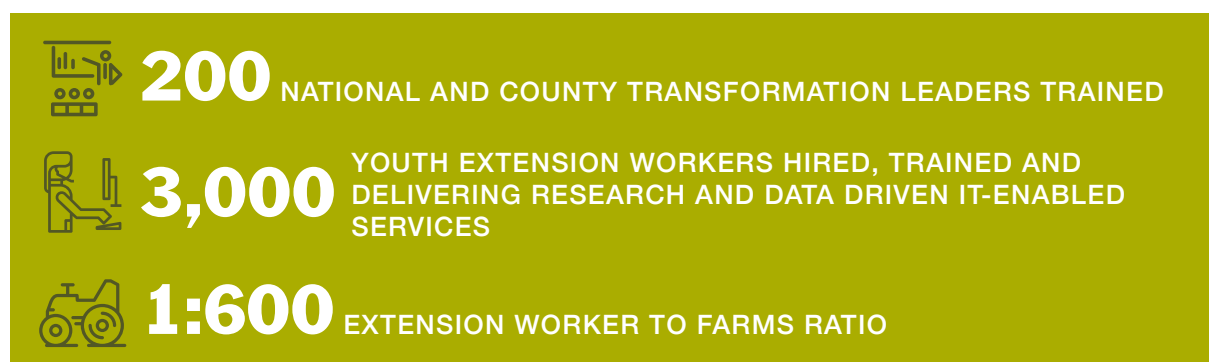 200 NATIONAL AND COUNTY TRANSFORMATION LEADERS TRAINED
3,000 YOUTH EXTENSION WORKERS HIRED, TRAINED AND
DELIVERING RESEARCH AND DATA DRIVEN IT-ENABLED
SERVICES
1:600 EXTENSION WORKER TO FARMS RATIO